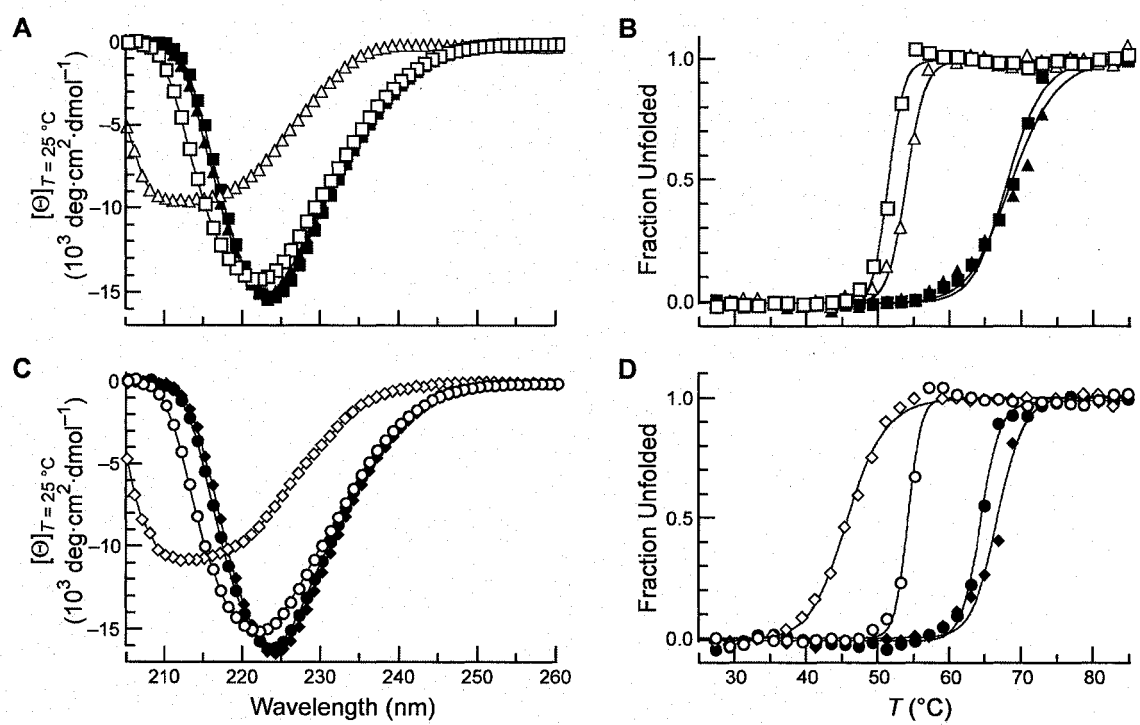 A
B
[Θ]T = 25 °C
(10³ deg·cm²·dmol⁻¹)
0
−5
−10
−15
Fraction Unfolded
1.0
0.5
0.0
C
D
[Θ]T = 25 °C
(10³ deg·cm²·dmol⁻¹)
0
−5
−10
−15
210 220 230 240 250 260
Wavelength (nm)
Fraction Unfolded
1.0
0.5
0.0
30 40 50 60 70 80
T (°C)